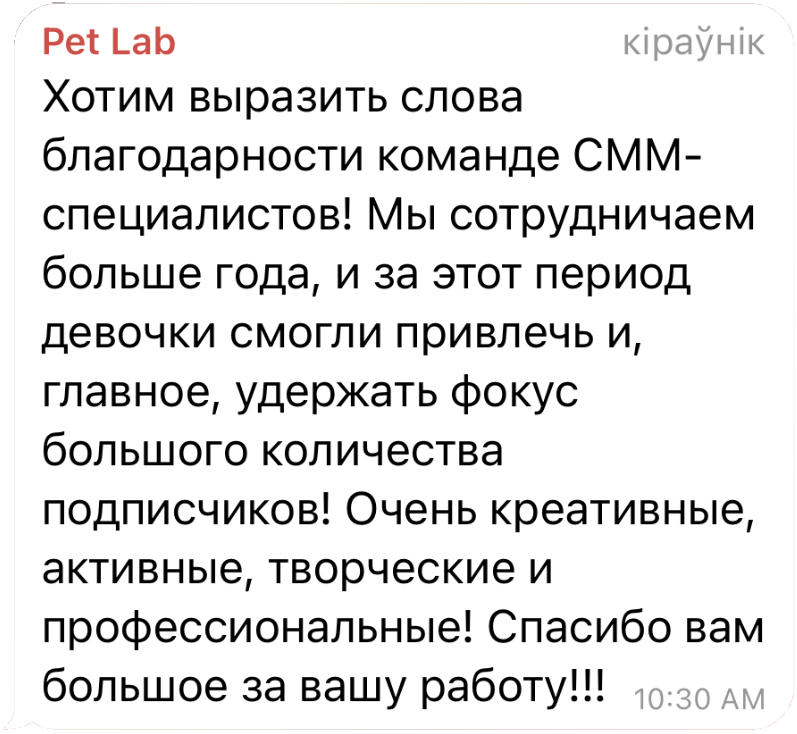 Pet Lab кіраўнік
Хотим выразить слова
благодарности команде СММ-
специалистов! Мы сотрудничаем
больше года, и за этот период
девочки смогли привлечь и,
главное, удержать фокус
большого количества
подписчиков! Очень креативные,
активные, творческие и
профессиональные! Спасибо вам
большое за вашу работу!!! 10:30 AM